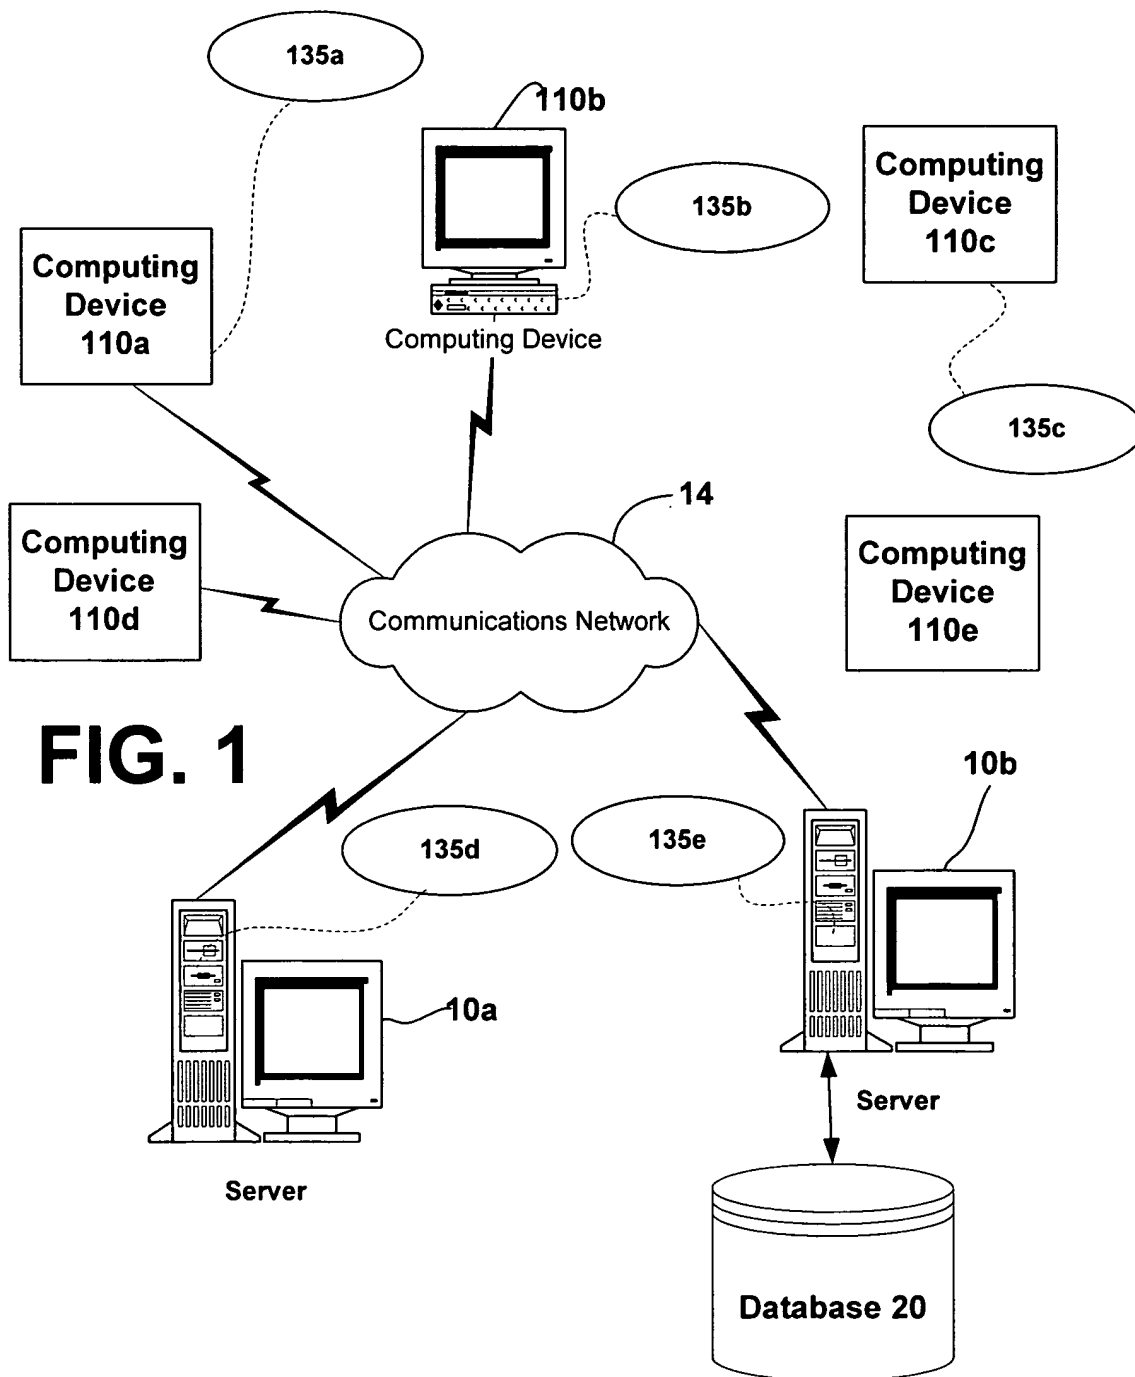 135a
110b
Computing
Device
110c
135b
Computing
Device
110a
Computing Device
135c
14
Computing
Device
110d
Computing
Device
110e
Communications Network
FIG. 1
10b
135d
135e
10a
Server
Server
Database 20